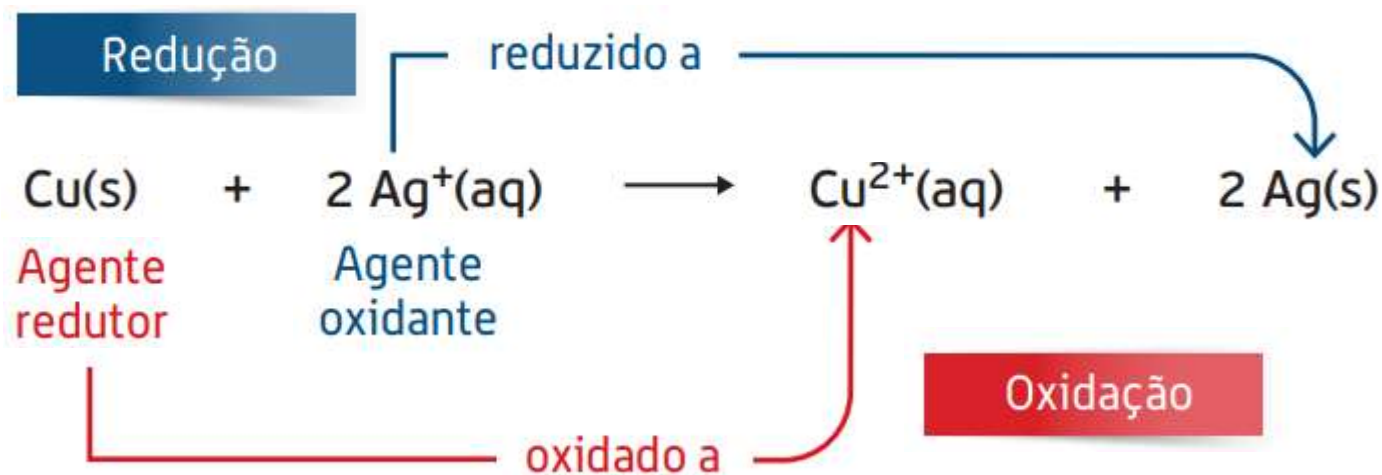 Redução
reduzido a
Cu(s) + 2 Ag⁺(aq) ⟶ Cu²⁺(aq) + 2 Ag(s)
Agente redutor
Agente oxidante
Oxidação
oxidado a